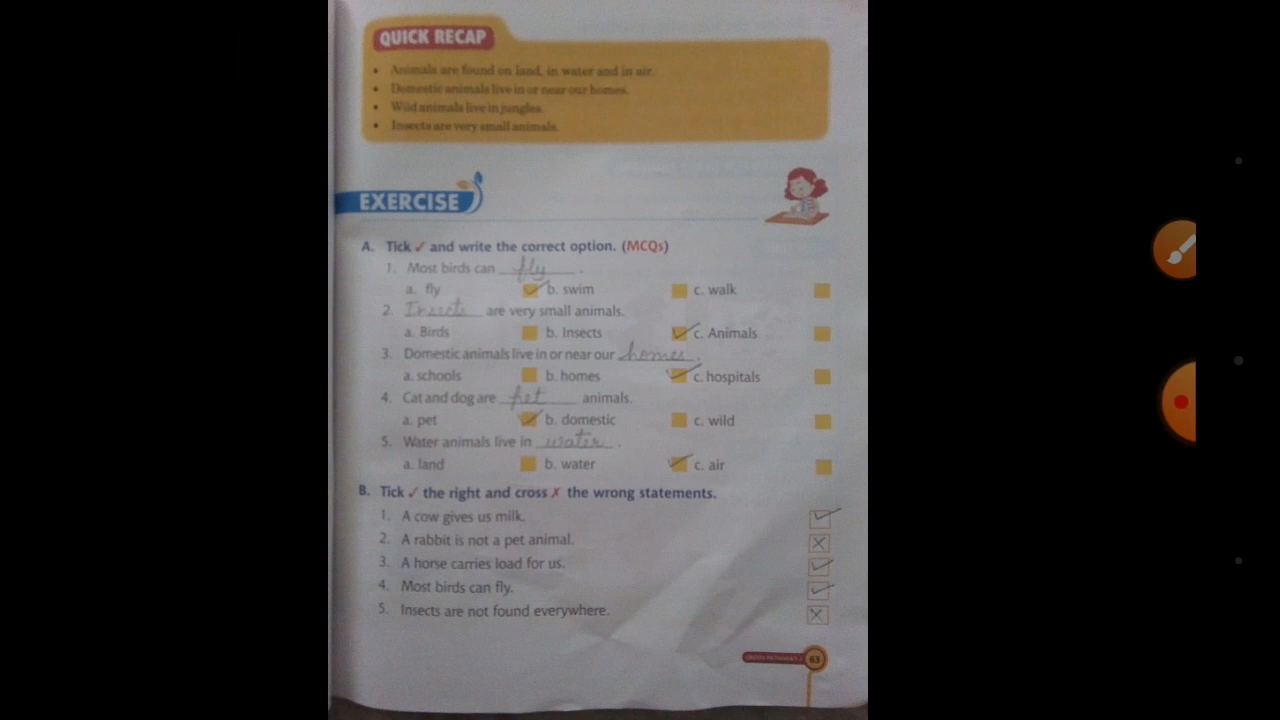 QUICK RECAP
• Animals are found on land, in water and in air.
• Domestic animals live in or near our homes.
• Wild animals live in jungles.
• Insects are very small animals.
EXERCISE
A. Tick ✓ and write the correct option. (MCQs)
1. Most birds can fly.
a. fly b. swim c. walk
2. Insects are very small animals.
a. Birds b. Insects c. Animals
3. Domestic animals live in or near our homes.
a. schools b. homes c. hospitals
4. Cat and dog are pet animals.
a. pet b. domestic c. wild
5. Water animals live in water.
a. land b. water c. air
B. Tick ✓ the right and cross ✗ the wrong statements.
1. A cow gives us milk. ✓
2. A rabbit is not a pet animal. ✗
3. A horse carries load for us. ✓
4. Most birds can fly. ✓
5. Insects are not found everywhere. ✗
63